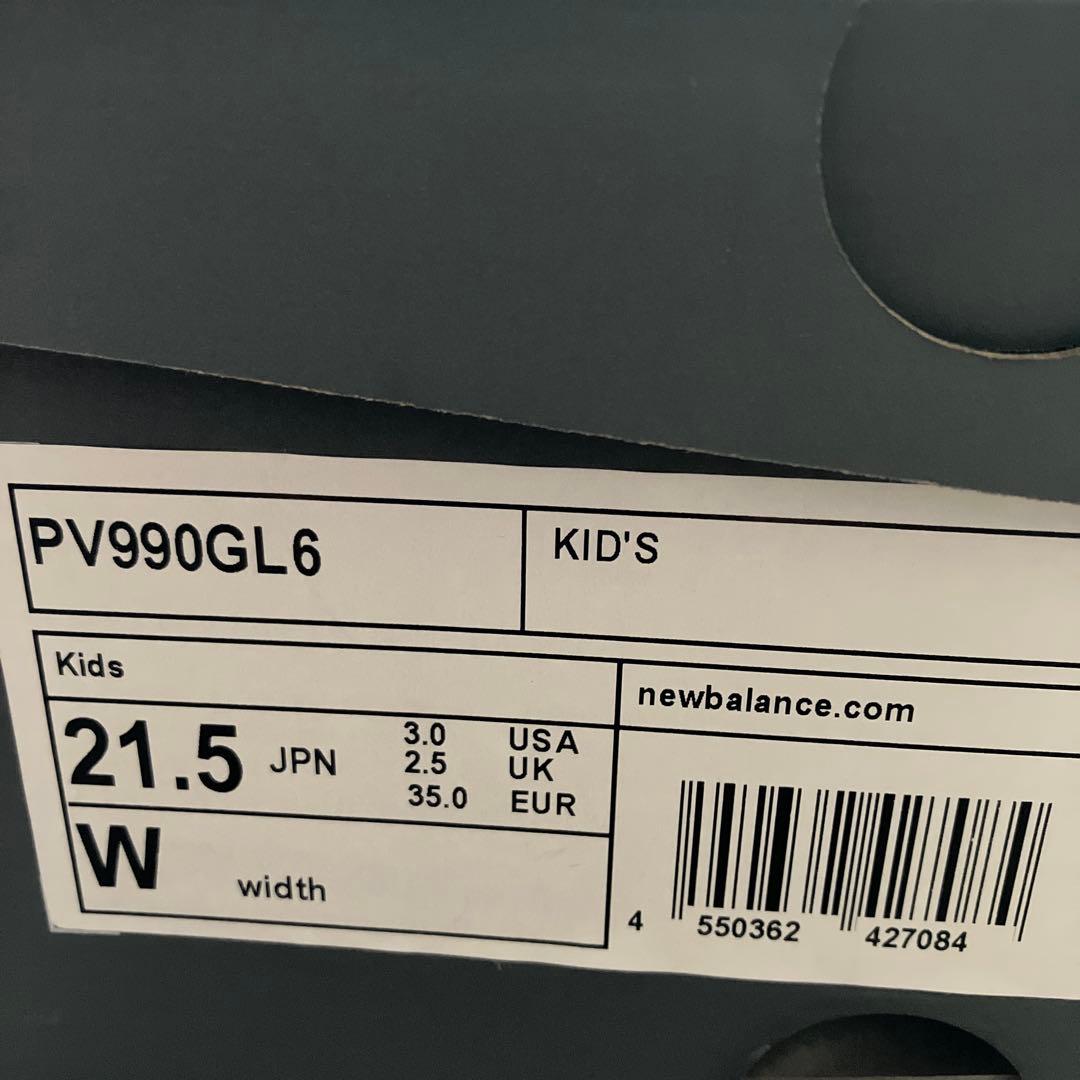 PV990GL6
KID'S
Kids
21.5 JPN
3.0 USA
2.5 UK
35.0 EUR
W width
newbalance.com
4 550362 427084